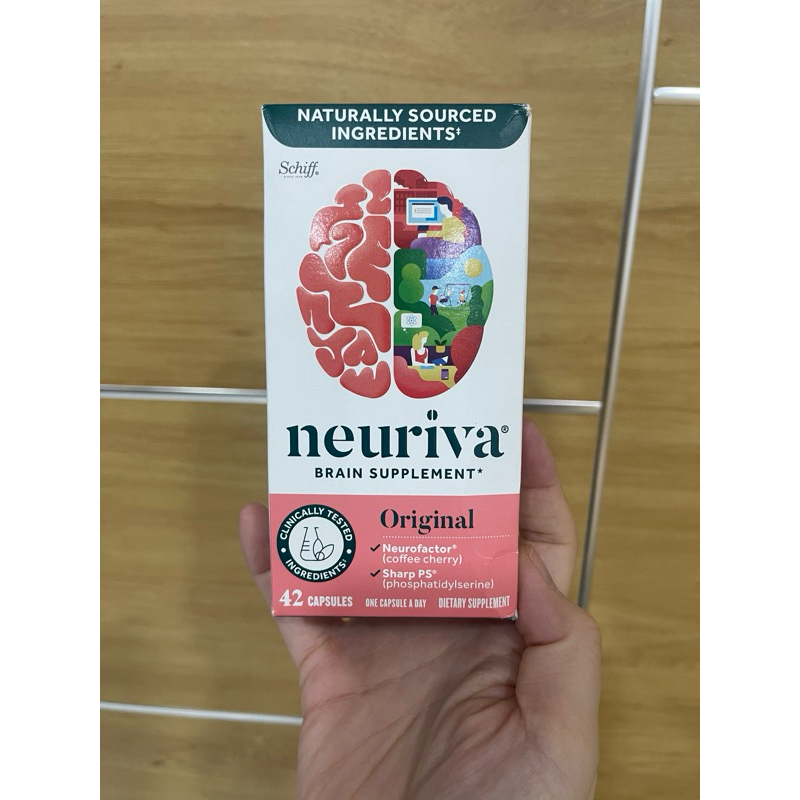 NATURALLY SOURCED
INGREDIENTS‡
Schiff®
neuriva®
BRAIN SUPPLEMENT*
CLINICALLY TESTED
INGREDIENTS
Original
Neurofactor®
(coffee cherry)
Sharp PS®
(phosphatidylserine)
42 CAPSULES ONE CAPSULE A DAY DIETARY SUPPLEMENT